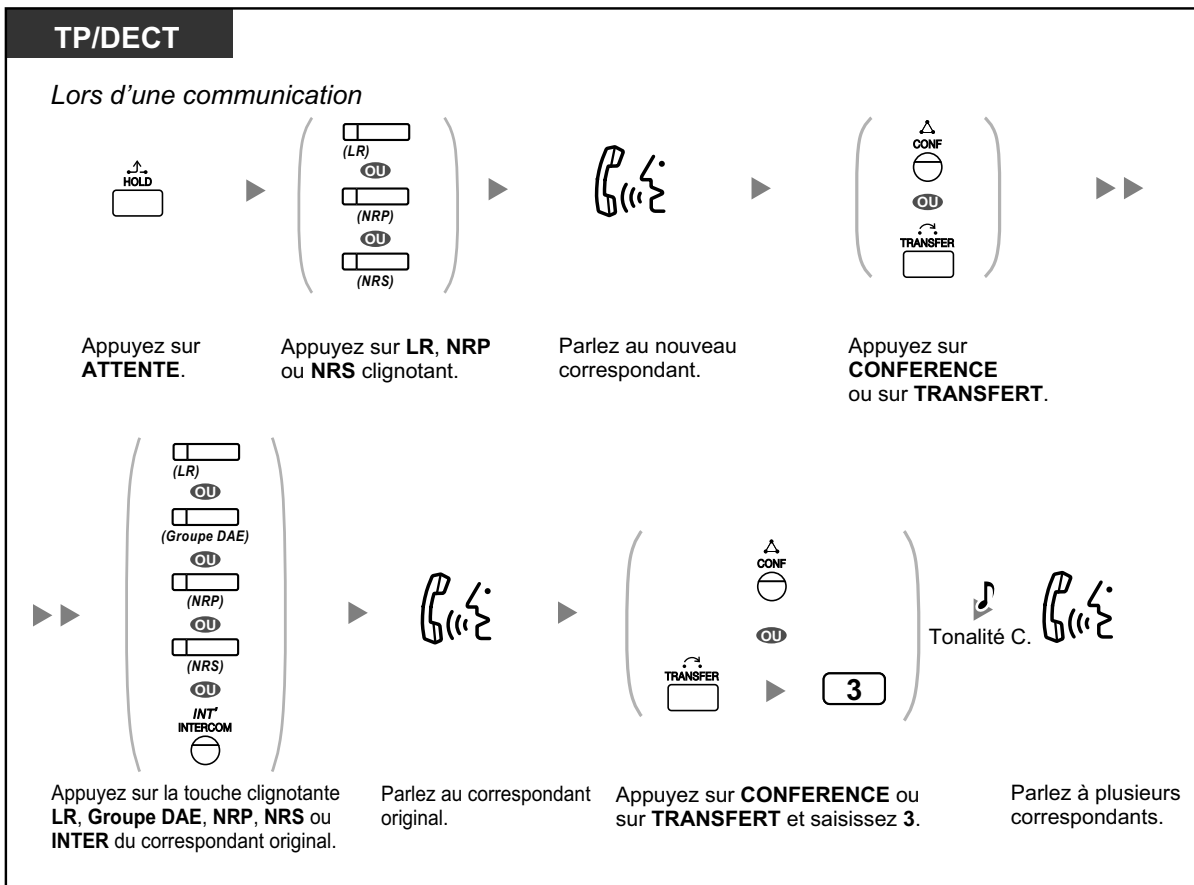 TP/DECT
Lors d’une communication
HOLD
(LR)
OU
(NRP)
OU
(NRS)
CONF
OU
TRANSFER
Appuyez sur
ATTENTE.
Appuyez sur LR, NRP
ou NRS clignotant.
Parlez au nouveau
correspondant.
Appuyez sur
CONFERENCE
ou sur TRANSFERT.
(LR)
OU
(Groupe DAE)
OU
(NRP)
OU
(NRS)
OU
INT'
INTERCOM
CONF
OU
TRANSFER
3
Tonalité C.
Appuyez sur la touche clignotante
LR, Groupe DAE, NRP, NRS ou
INTER du correspondant original.
Parlez au correspondant
original.
Appuyez sur CONFERENCE ou
sur TRANSFERT et saisissez 3.
Parlez à plusieurs
correspondants.